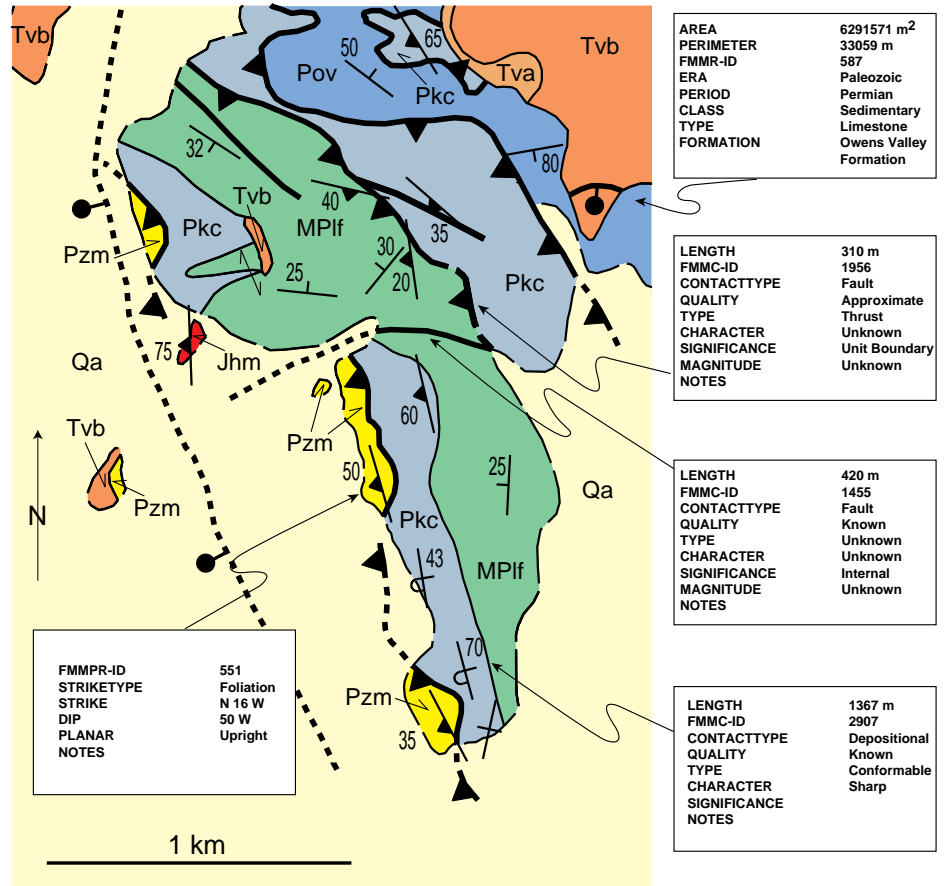 Tvb
65
Tvb
50
Pov
Tva
Pkc
32
80
Tvb
40
Pkc
MPlf
35
Pzm
30
25
20
Pkc
75
Jhm
Qa
60
Pzm
Tvb
50
25
Qa
Pzm
N
Pkc
43
MPlf
70
Pzm
35
1 km
AREA 6291571 m2
PERIMETER 33059 m
FMMR-ID 587
ERA Paleozoic
PERIOD Permian
CLASS Sedimentary
TYPE Limestone
FORMATION Owens Valley
Formation
LENGTH 310 m
FMMC-ID 1956
CONTACTTYPE Fault
QUALITY Approximate
TYPE Thrust
CHARACTER Unknown
SIGNIFICANCE Unit Boundary
MAGNITUDE Unknown
NOTES
LENGTH 420 m
FMMC-ID 1455
CONTACTTYPE Fault
QUALITY Known
TYPE Unknown
CHARACTER Unknown
SIGNIFICANCE Internal
MAGNITUDE Unknown
NOTES
FMMPR-ID 551
STRIKETYPE Foliation
STRIKE N 16 W
DIP 50 W
PLANAR Upright
NOTES
LENGTH 1367 m
FMMC-ID 2907
CONTACTTYPE Depositional
QUALITY Known
TYPE Conformable
CHARACTER Sharp
SIGNIFICANCE
NOTES